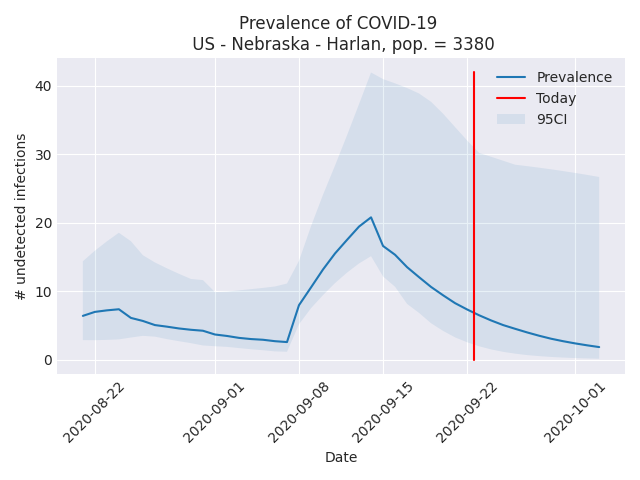 Prevalence of COVID-19
US - Nebraska - Harlan, pop. = 3380
# undetected infections
40
30
20
10
0
Prevalence
Today
95CI
2020-08-22
2020-09-01
2020-09-08
2020-09-15
2020-09-22
2020-10-01
Date